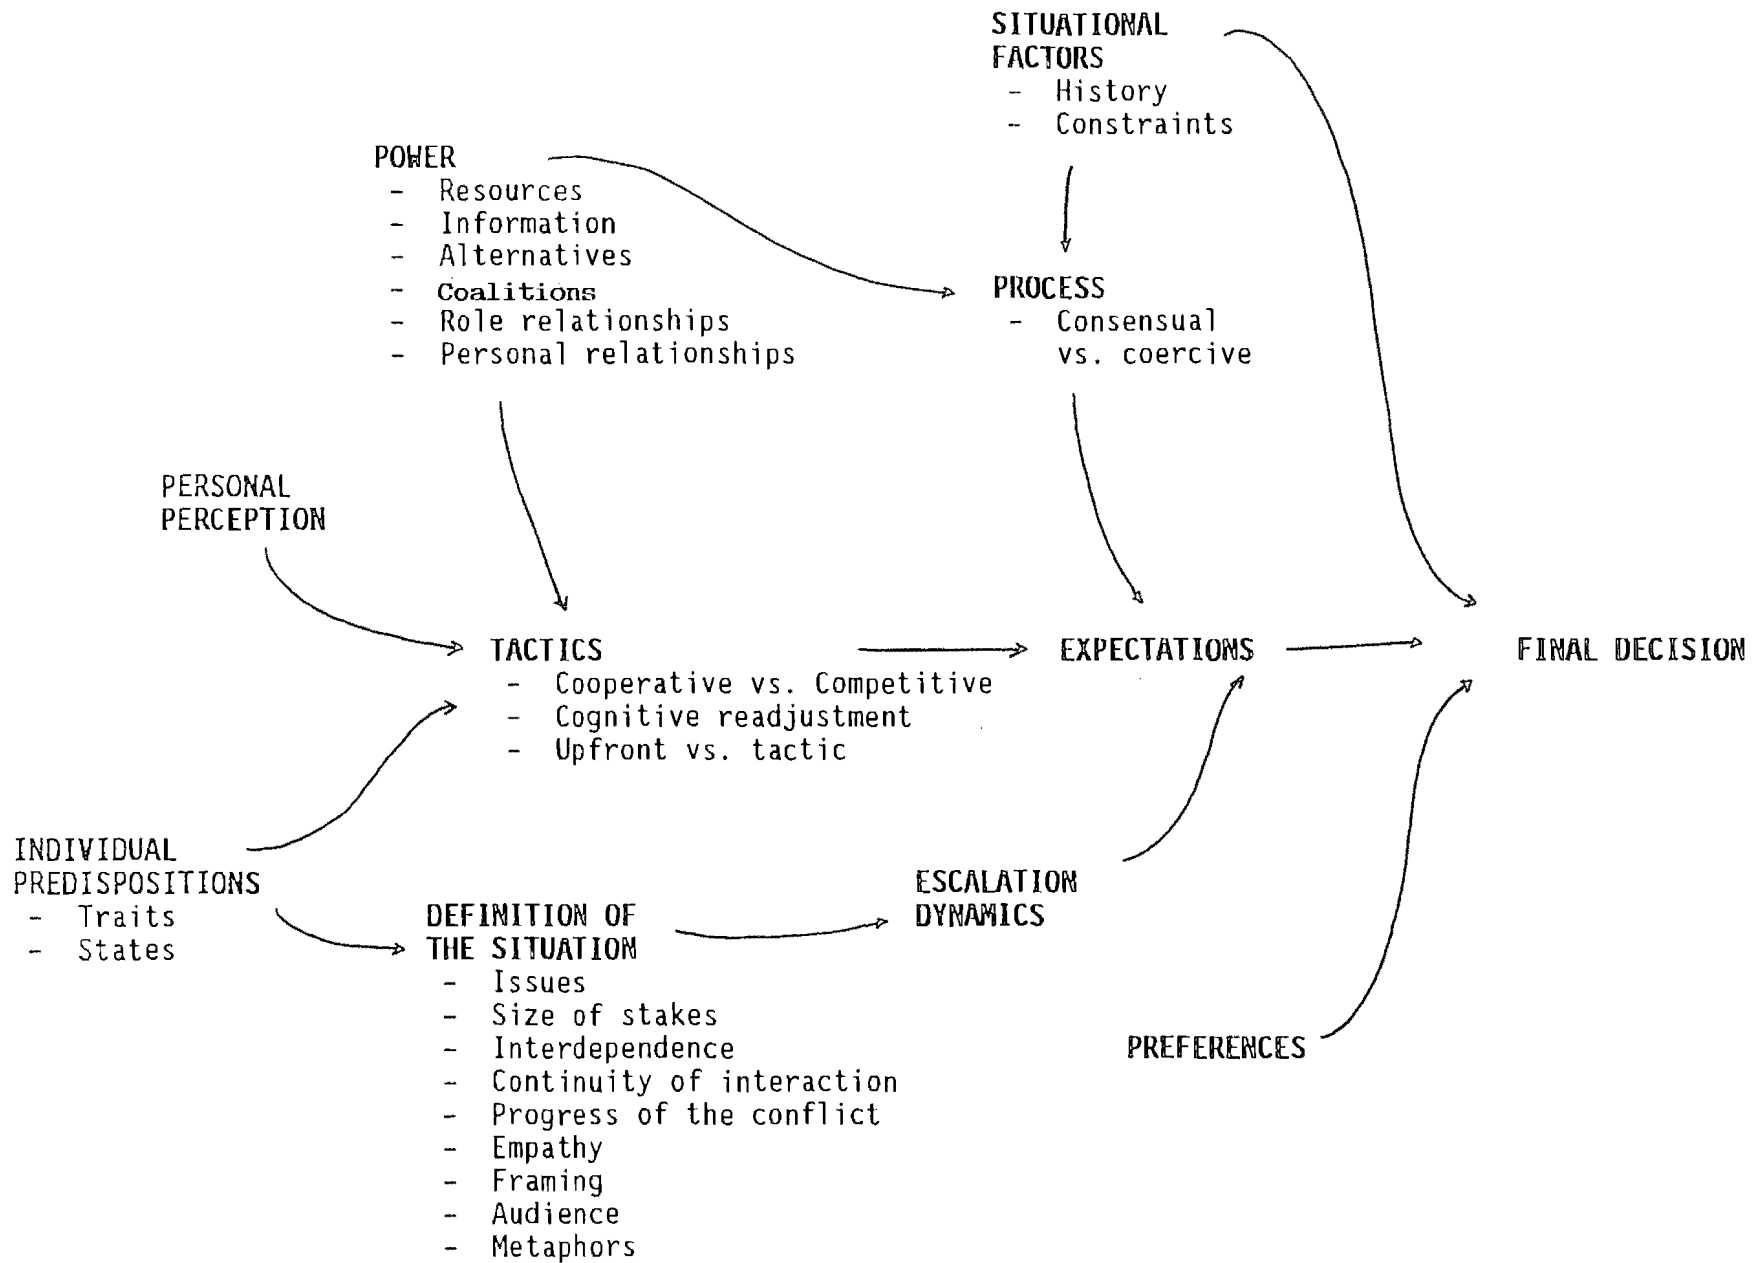 SITUATIONAL
FACTORS
- History
- Constraints
POWER
- Resources
- Information
- Alternatives
- Coalitions
- Role relationships
- Personal relationships
PROCESS
- Consensual
vs. coercive
PERSONAL
PERCEPTION
TACTICS
- Cooperative vs. Competitive
- Cognitive readjustment
- Upfront vs. tactic
EXPECTATIONS
FINAL DECISION
INDIVIDUAL
PREDISPOSITIONS
- Traits
- States
DEFINITION OF
THE SITUATION
- Issues
- Size of stakes
- Interdependence
- Continuity of interaction
- Progress of the conflict
- Empathy
- Framing
- Audience
- Metaphors
ESCALATION
DYNAMICS
PREFERENCES